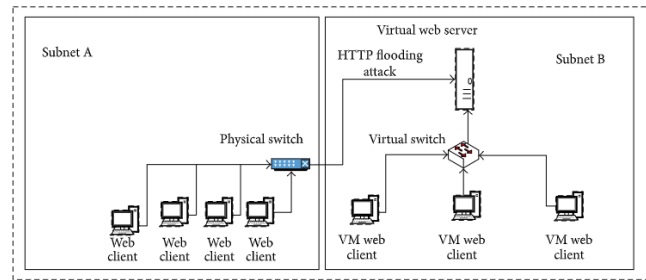 Subnet A
Virtual web server
HTTP flooding
attack
Subnet B
Physical switch
Virtual switch
Web
client
Web
client
Web
client
Web
client
VM web
client
VM web
client
VM web
client